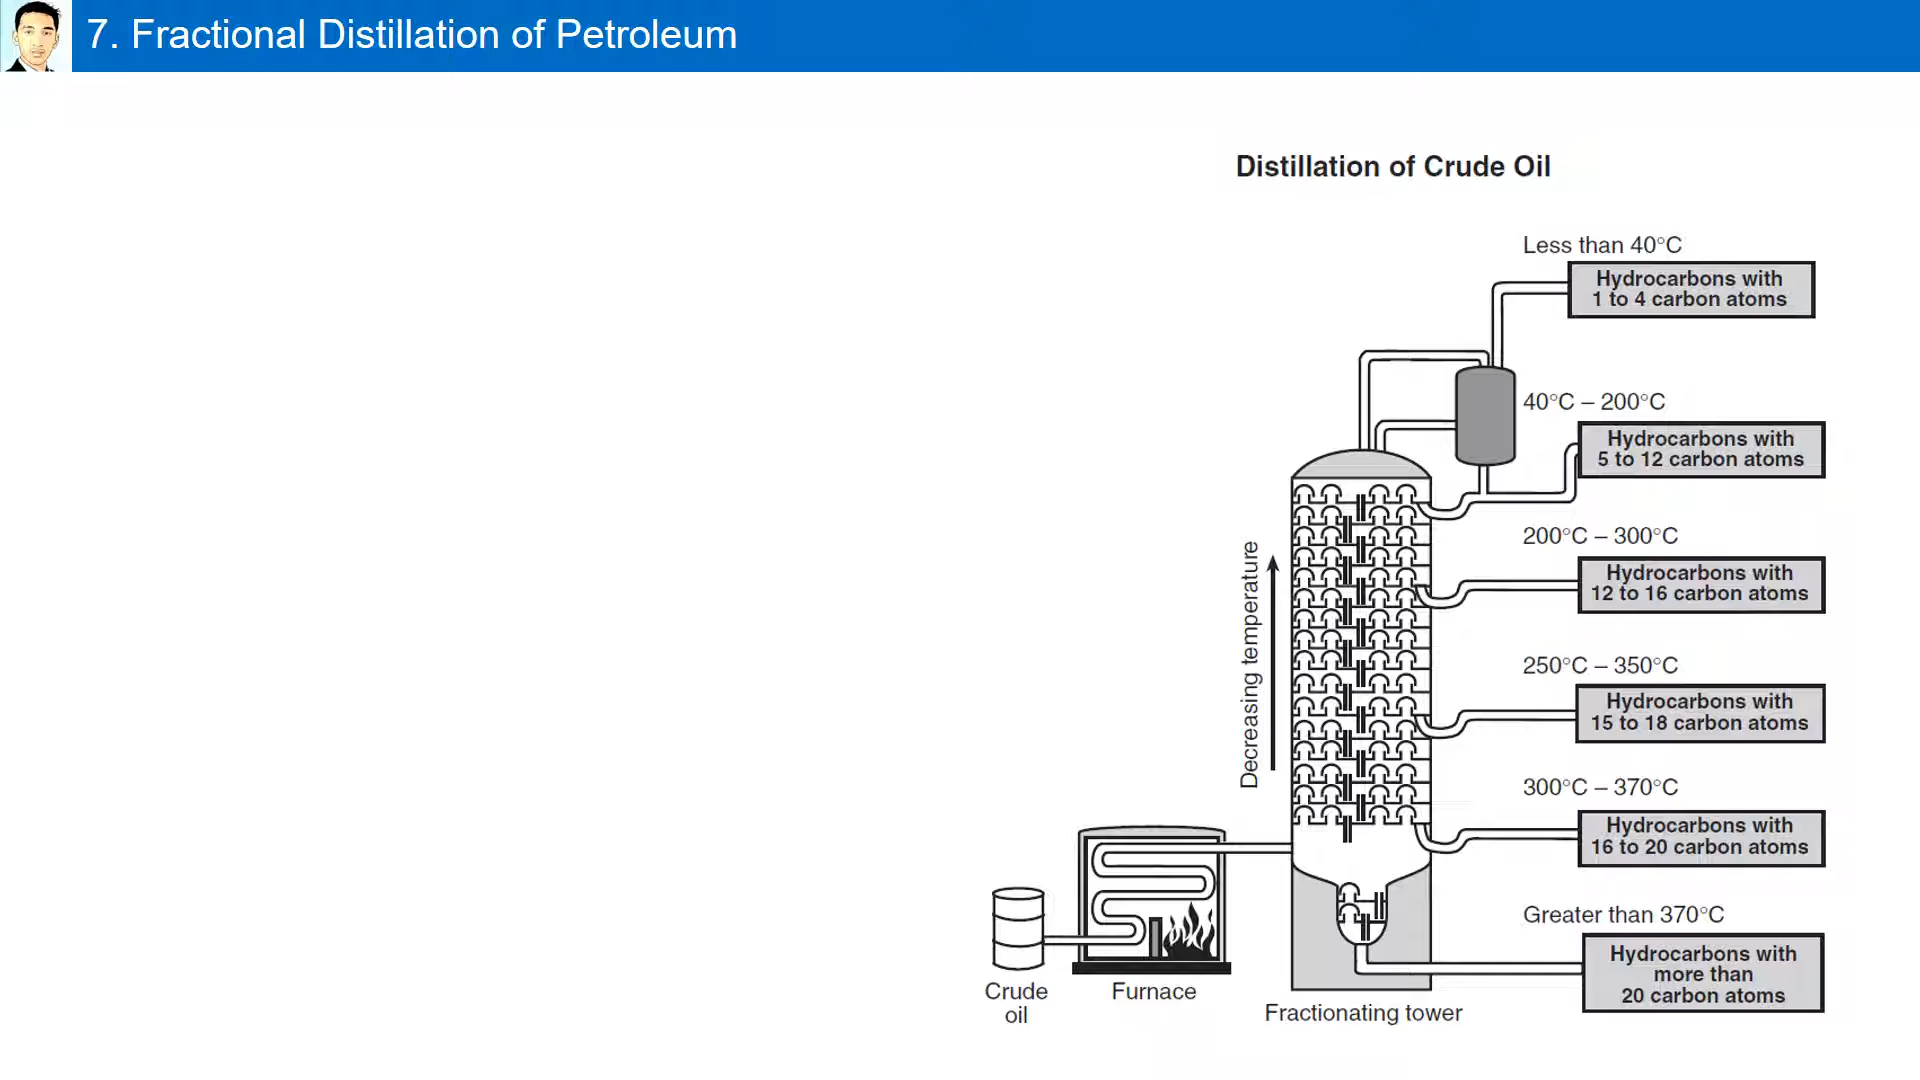 7. Fractional Distillation of Petroleum
Distillation of Crude Oil
Less than 40°C
Hydrocarbons with
1 to 4 carbon atoms
40°C – 200°C
Hydrocarbons with
5 to 12 carbon atoms
200°C – 300°C
Hydrocarbons with
12 to 16 carbon atoms
250°C – 350°C
Hydrocarbons with
15 to 18 carbon atoms
300°C – 370°C
Hydrocarbons with
16 to 20 carbon atoms
Greater than 370°C
Hydrocarbons with
more than
20 carbon atoms
Decreasing temperature
Crude
oil
Furnace
Fractionating tower